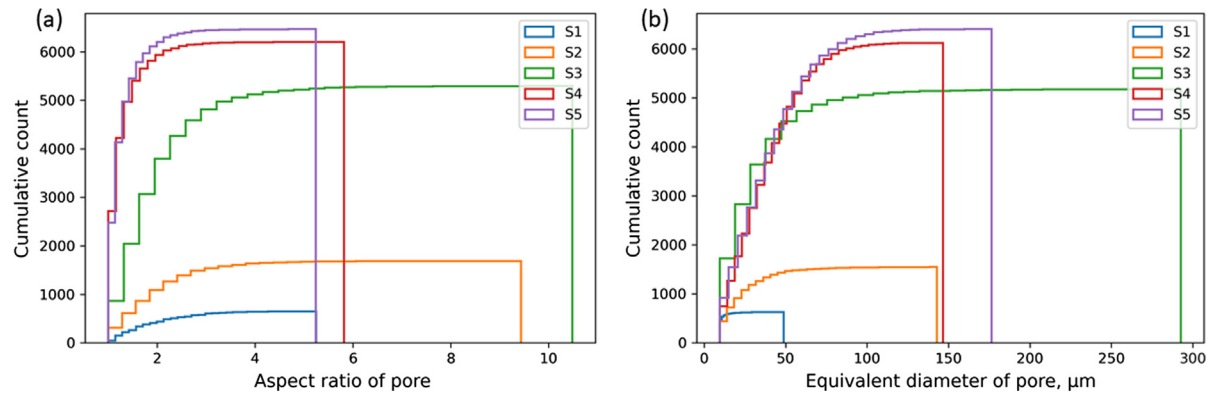 (a)
6000
5000
4000
3000
2000
1000
0
Cumulative count
2
4
6
8
10
Aspect ratio of pore
S1
S2
S3
S4
S5
(b)
6000
5000
4000
3000
2000
1000
0
Cumulative count
0
50
100
150
200
250
300
Equivalent diameter of pore, μm
S1
S2
S3
S4
S5